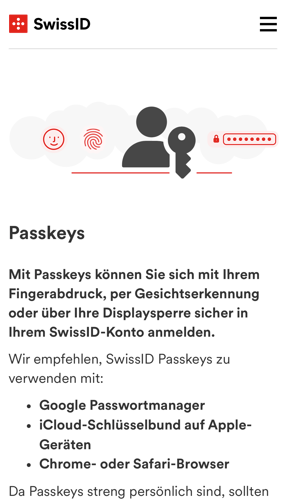 SwissID
Passkeys
Mit Passkeys können Sie sich mit Ihrem
Fingerabdruck, per Gesichtserkennung
oder über Ihre Displaysperre sicher in
Ihrem SwissID-Konto anmelden.
Wir empfehlen, SwissID Passkeys zu
verwenden mit:
• Google Passwortmanager
• iCloud-Schlüsselbund auf Apple-
Geräten
• Chrome- oder Safari-Browser
Da Passkeys streng persönlich sind, sollten